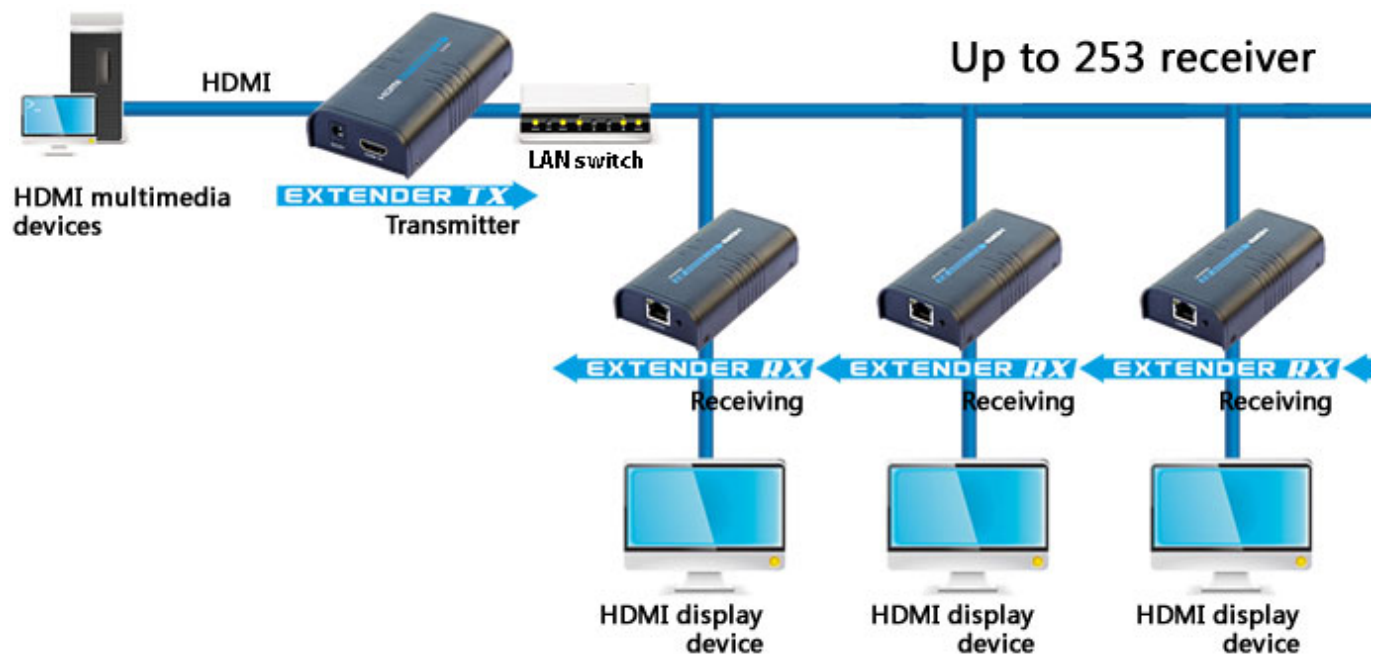 Up to 253 receiver
HDMI
LAN switch
HDMI multimedia
devices
EXTENDER TX
Transmitter
HDMI
EXTENDER RX
EXTENDER RX
EXTENDER RX
Receiving
Receiving
Receiving
HDMI display
device
HDMI display
device
HDMI display
device